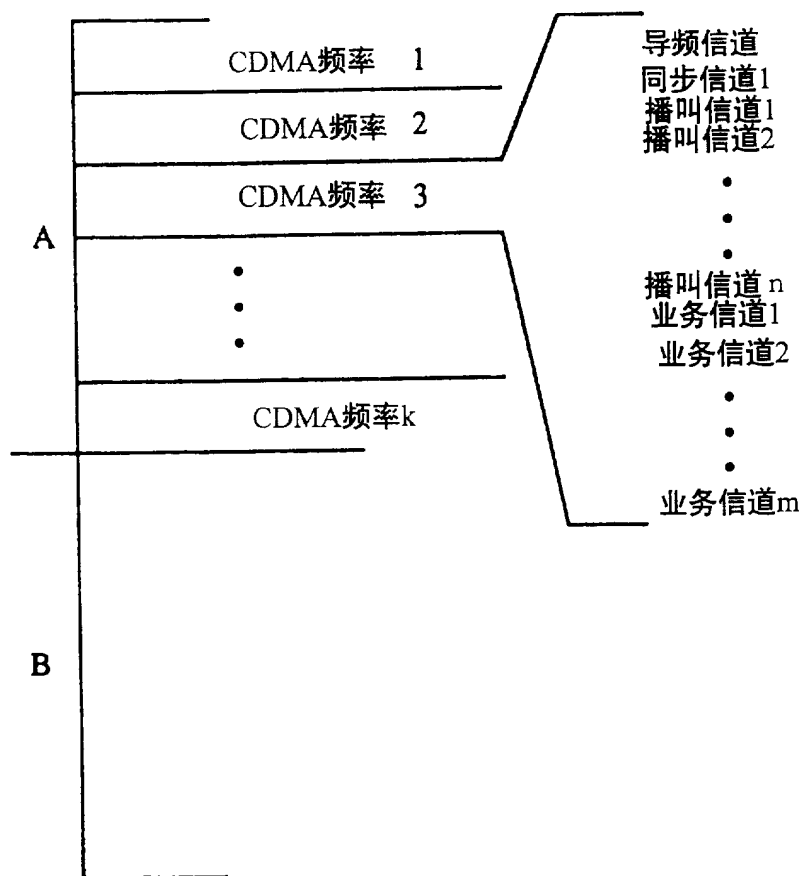 CDMA频率 1
CDMA频率 2
CDMA频率 3
CDMA频率k
A
B
导频信道
同步信道1
播叫信道1
播叫信道2
播叫信道n
业务信道1
业务信道2
业务信道m